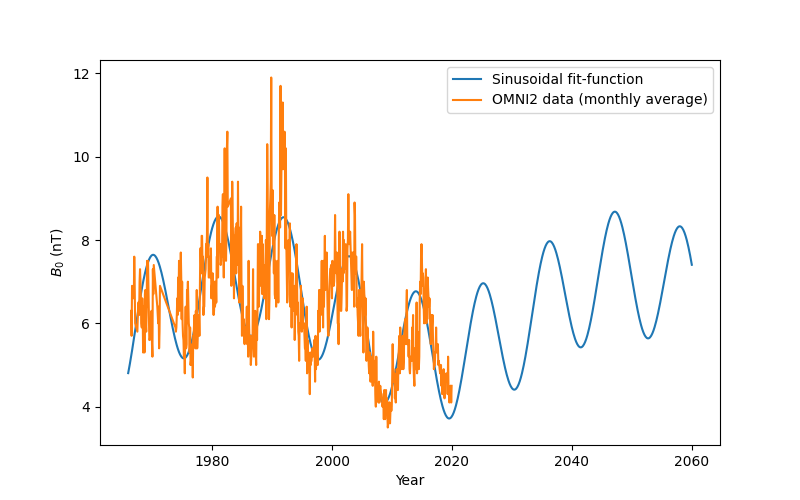 Sinusoidal fit-function
OMNI2 data (monthly average)
12
10
8
6
4
B₀ (nT)
1980
2000
2020
2040
2060
Year